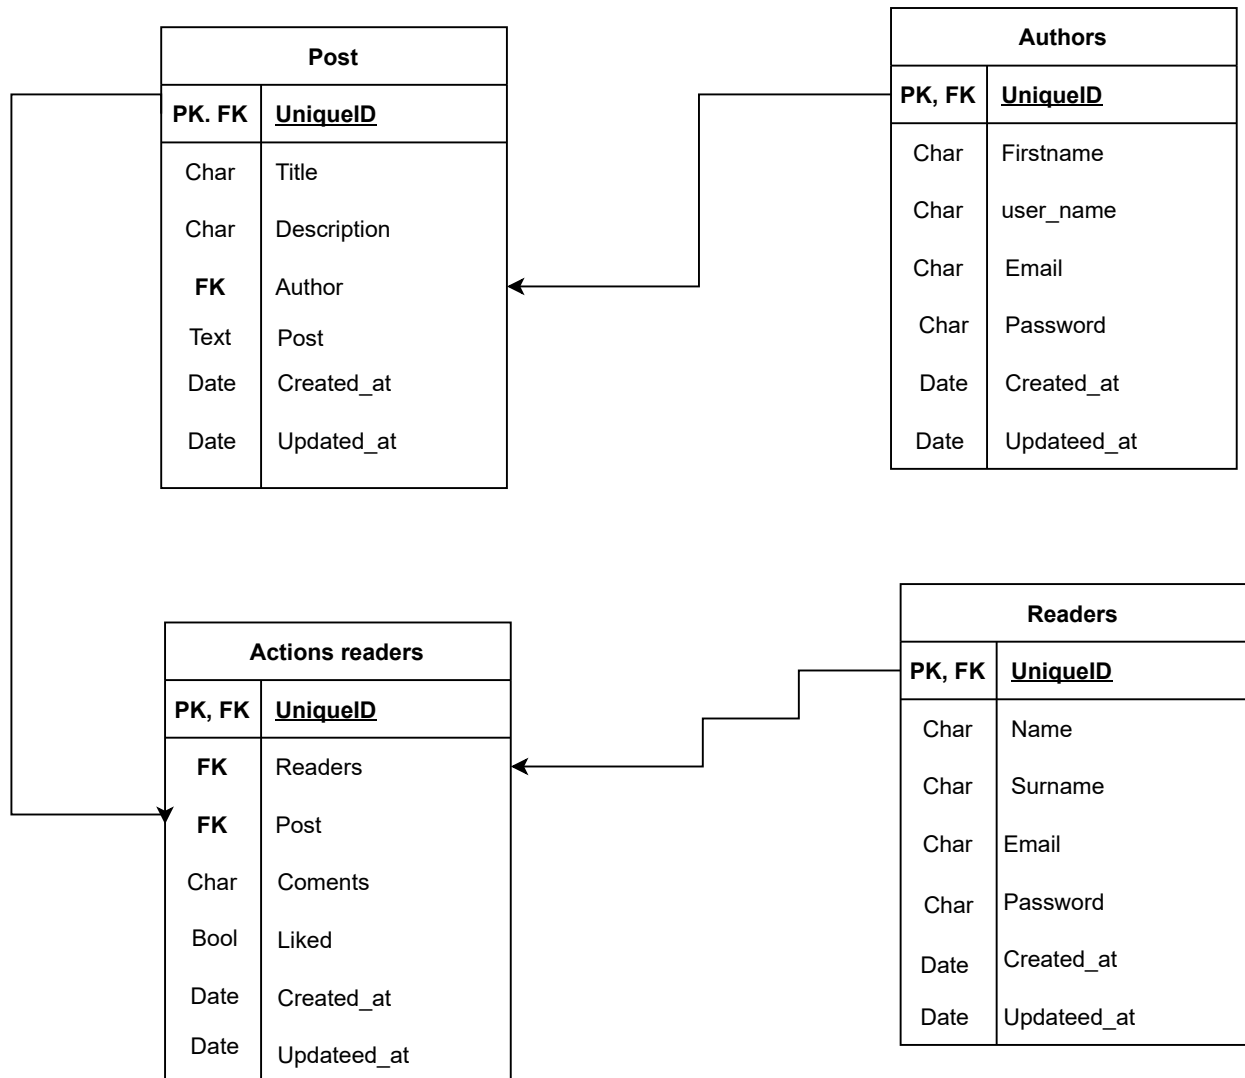 Post
PK. FK UniqueID
Char Title
Char Description
FK Author
Text Post
Date Created_at
Date Updated_at
Authors
PK, FK UniqueID
Char Firstname
Char user_name
Char Email
Char Password
Date Created_at
Date Updateed_at
Actions readers
PK, FK UniqueID
FK Readers
FK Post
Char Coments
Bool Liked
Date Created_at
Date Updateed_at
Readers
PK, FK UniqueID
Char Name
Char Surname
Char Email
Char Password
Date Created_at
Date Updateed_at